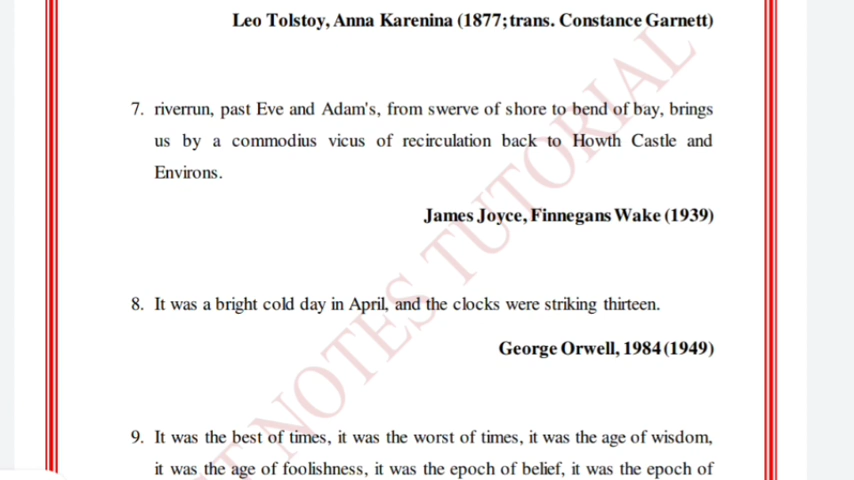 Leo Tolstoy, Anna Karenina (1877; trans. Constance Garnett)
7. riverrun, past Eve and Adam's, from swerve of shore to bend of bay, brings
us by a commodius vicus of recirculation back to Howth Castle and
Environs.
James Joyce, Finnegans Wake (1939)
8. It was a bright cold day in April, and the clocks were striking thirteen.
George Orwell, 1984 (1949)
9. It was the best of times, it was the worst of times, it was the age of wisdom,
it was the age of foolishness, it was the epoch of belief, it was the epoch of
NOTES TUTORIAL